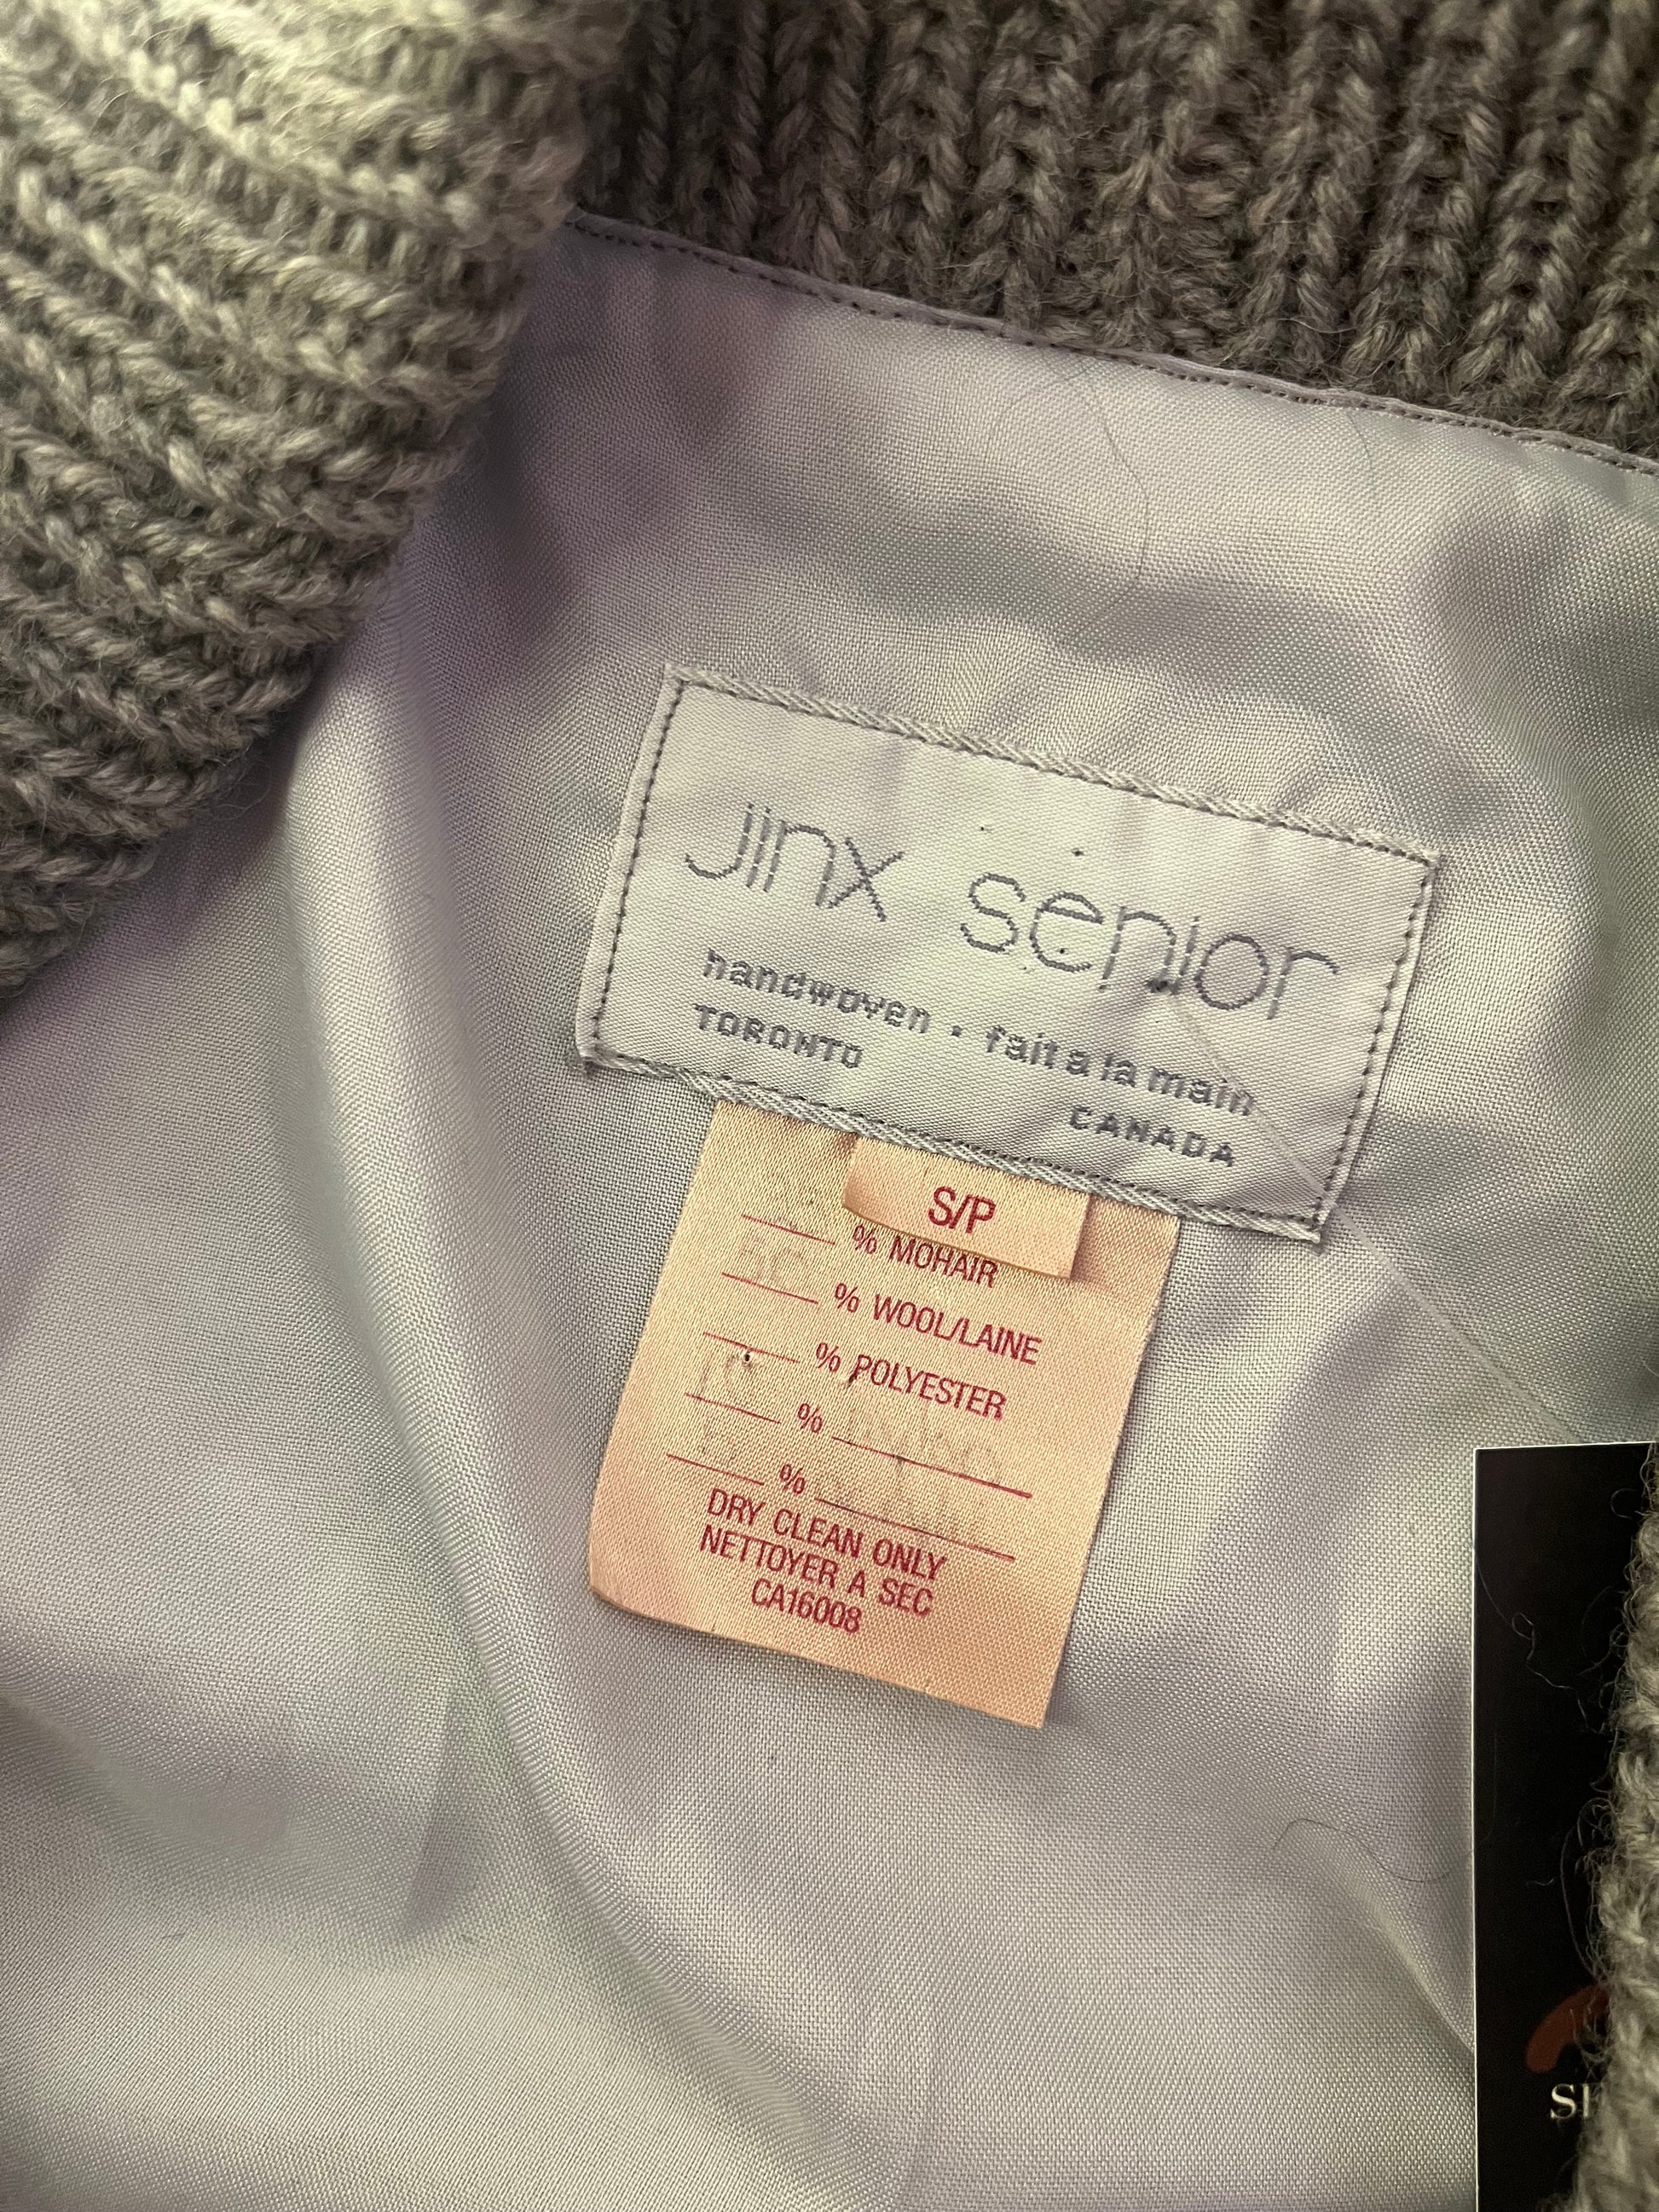 jinx senior
handwoven · fait a la main
TORONTO
CANADA
S/P
% MOHAIR
% WOOL/LAINE
% POLYESTER
%
%
DRY CLEAN ONLY
NETTOYER A SEC
CA16008